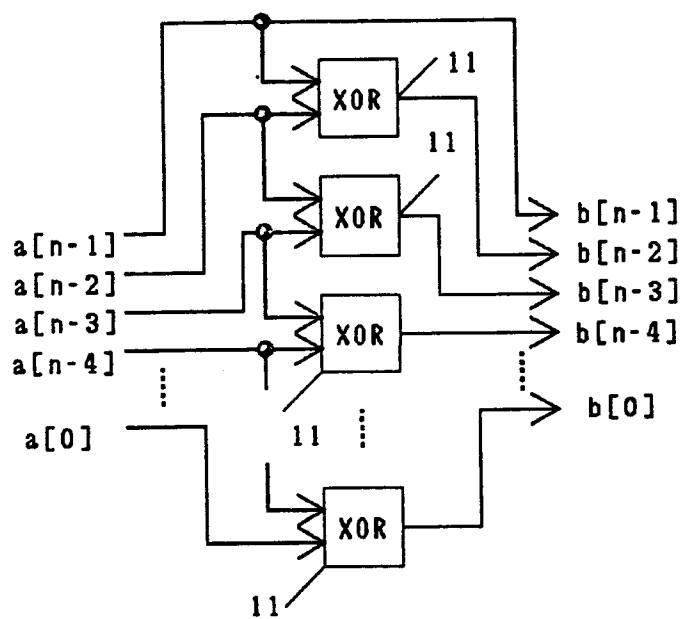 XOR
11
XOR
11
XOR
11
XOR
11
a[n-1]
a[n-2]
a[n-3]
a[n-4]
a[0]
b[n-1]
b[n-2]
b[n-3]
b[n-4]
b[0]